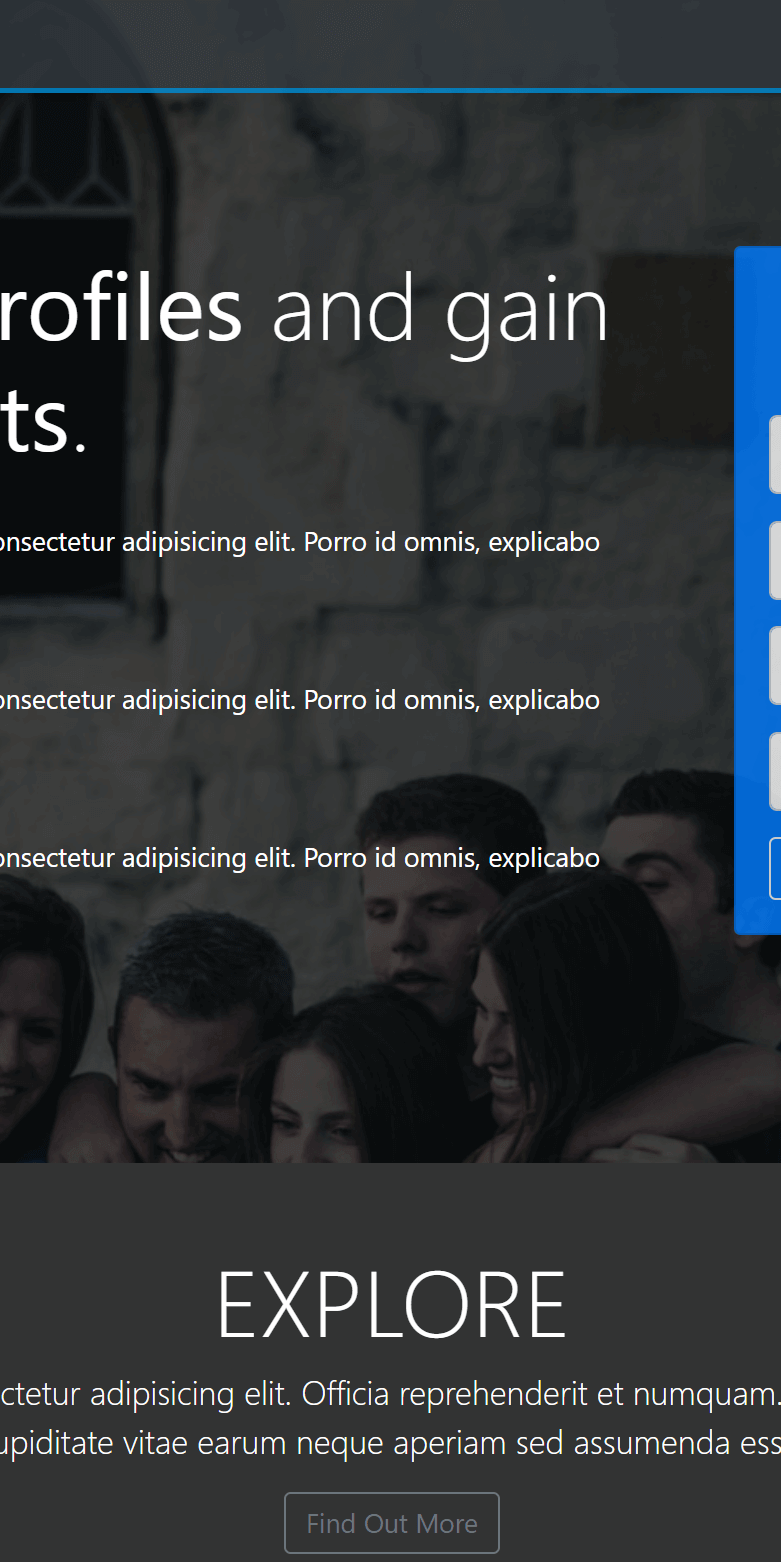 rofiles and gain
ts.
onsectetur adipisicing elit. Porro id omnis, explicabo
onsectetur adipisicing elit. Porro id omnis, explicabo
onsectetur adipisicing elit. Porro id omnis, explicabo
EXPLORE
ctetur adipisicing elit. Officia reprehenderit et numquam.
upiditate vitae earum neque aperiam sed assumenda ess
Find Out More